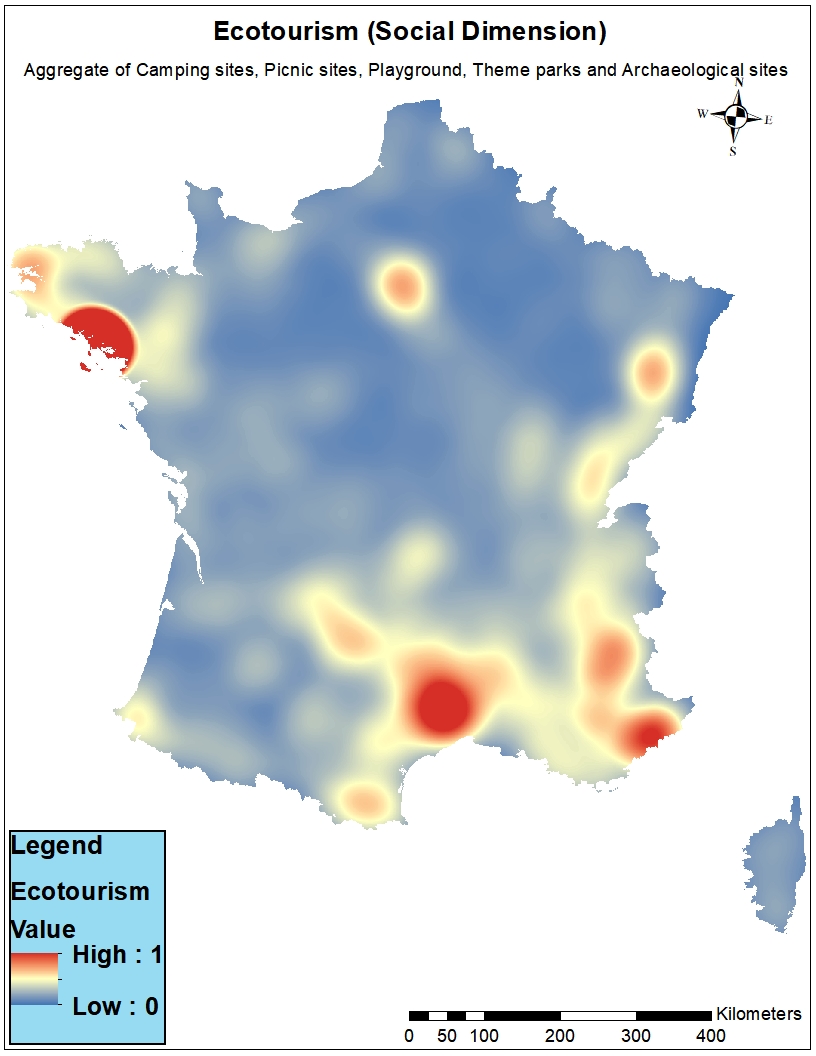 Ecotourism (Social Dimension)
Aggregate of Camping sites, Picnic sites, Playground, Theme parks and Archaeological sites
N
W E
S
Legend
Ecotourism
Value
High : 1
Low : 0
Kilometers
0 50 100 200 300 400